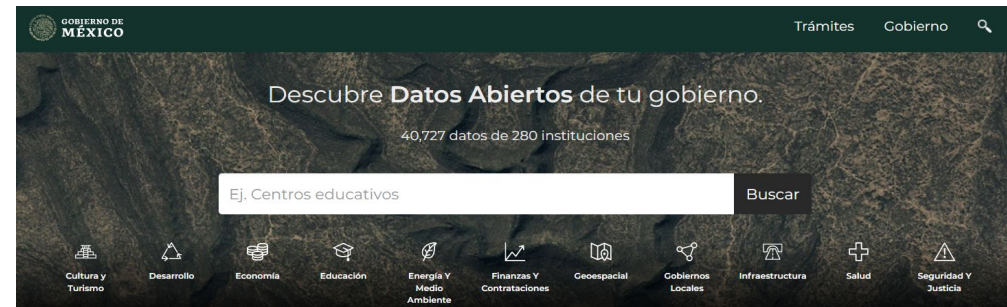 GOBIERNO DE
MÉXICO
Trámites Gobierno
Descubre Datos Abiertos de tu gobierno.
40,727 datos de 280 instituciones
Ej. Centros educativos Buscar
Cultura y
Turismo
Desarrollo
Economía
Educación
Energía Y
Medio
Ambiente
Finanzas Y
Contrataciones
Geoespacial
Gobiernos
Locales
Infraestructura
Salud
Seguridad Y
Justicia